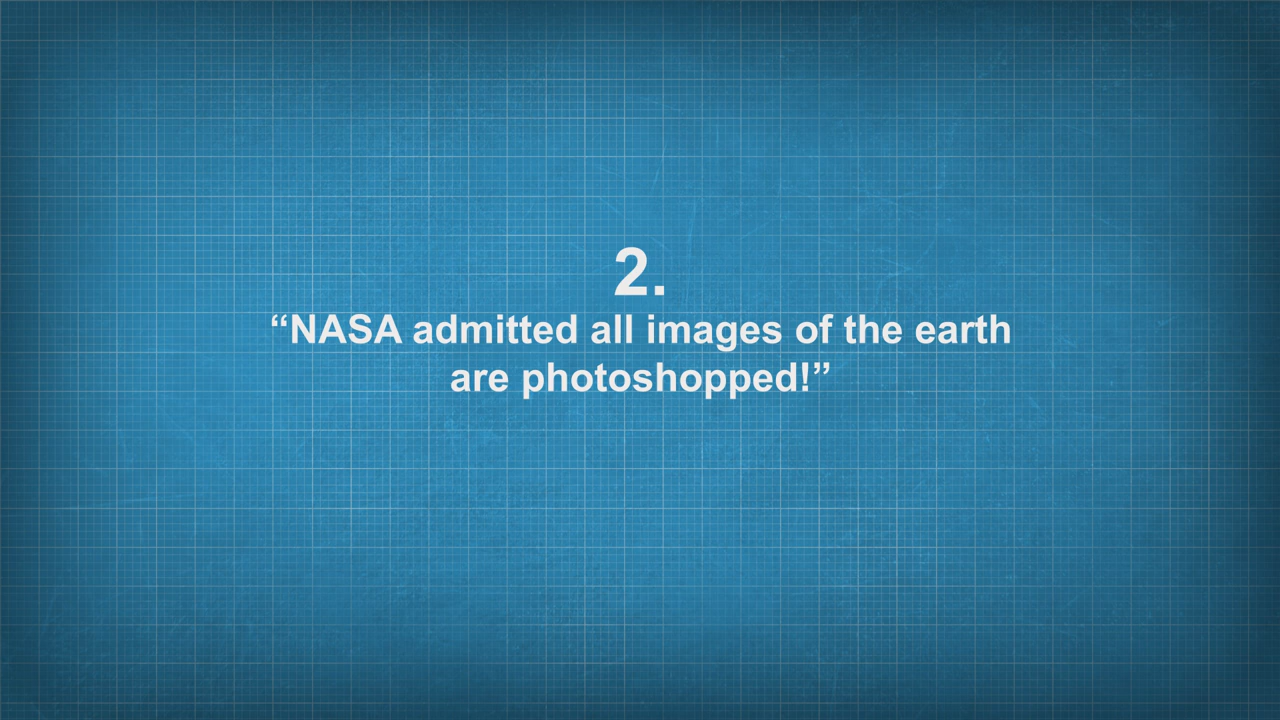 2.
“NASA admitted all images of the earth
are photoshopped!”